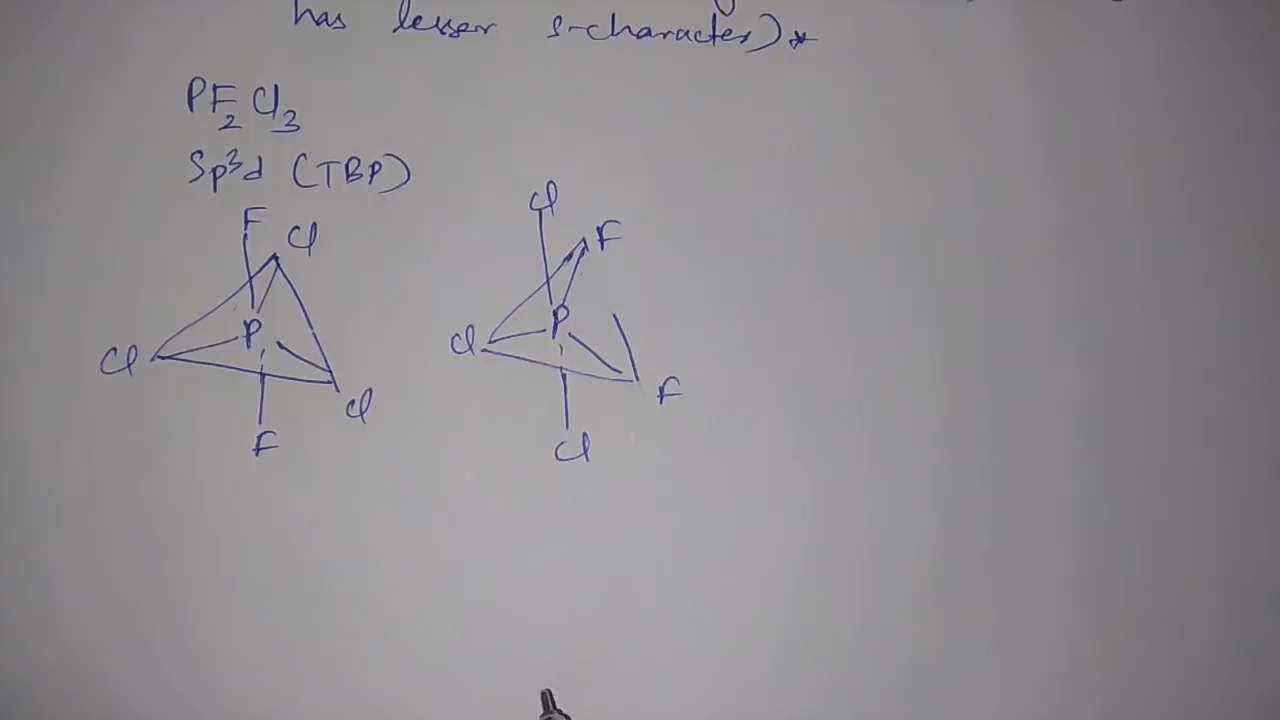 has lesser s-character)*
PF2Cl3
Sp3d (TBP)
F
Cl
P
Cl
Cl
F
Cl
F
P
Cl
F
Cl